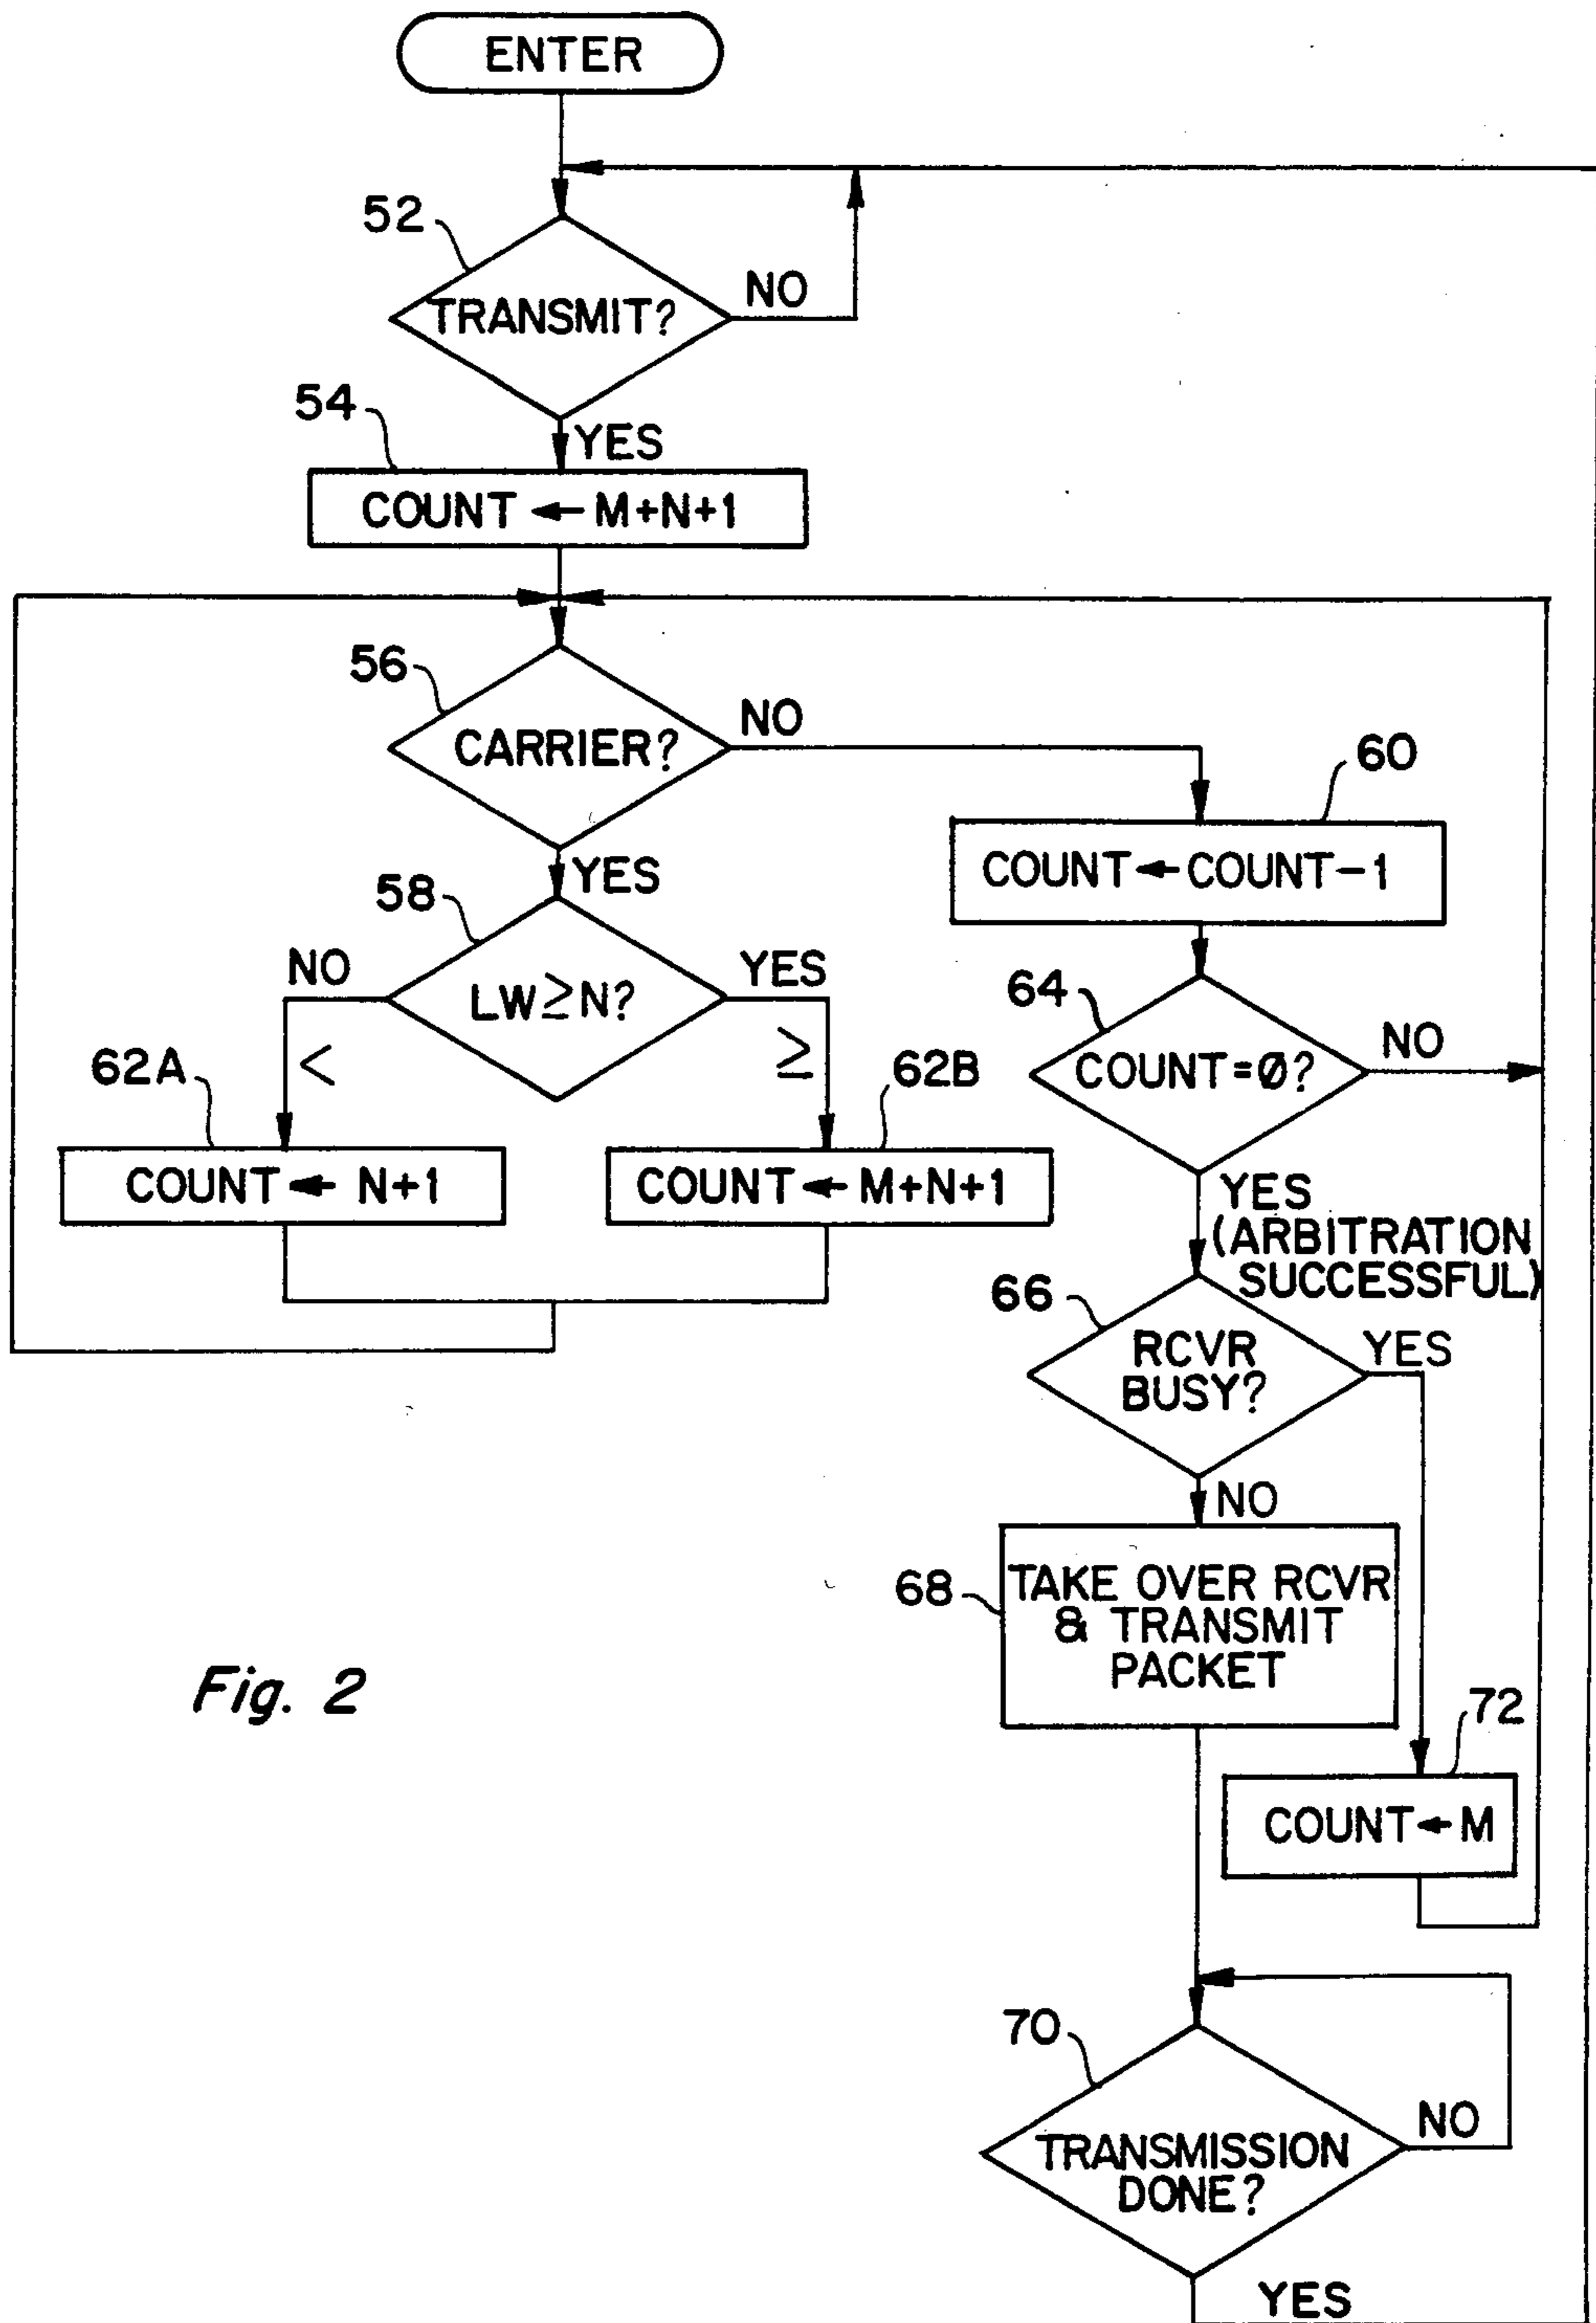 ENTER
52
TRANSMIT?
NO
54
YES
COUNT ← M+N+1
56
CARRIER?
NO
60
YES
COUNT ← COUNT-1
58
NO
LW≥N?
YES
64
COUNT=Ø?
NO
62A
<
≥
62B
COUNT ← N+1
COUNT ← M+N+1
YES
(ARBITRATION
SUCCESSFUL)
66
RCVR
BUSY?
YES
NO
68
TAKE OVER RCVR
& TRANSMIT
PACKET
Fig. 2
72
COUNT ← M
70
TRANSMISSION
DONE?
NO
YES